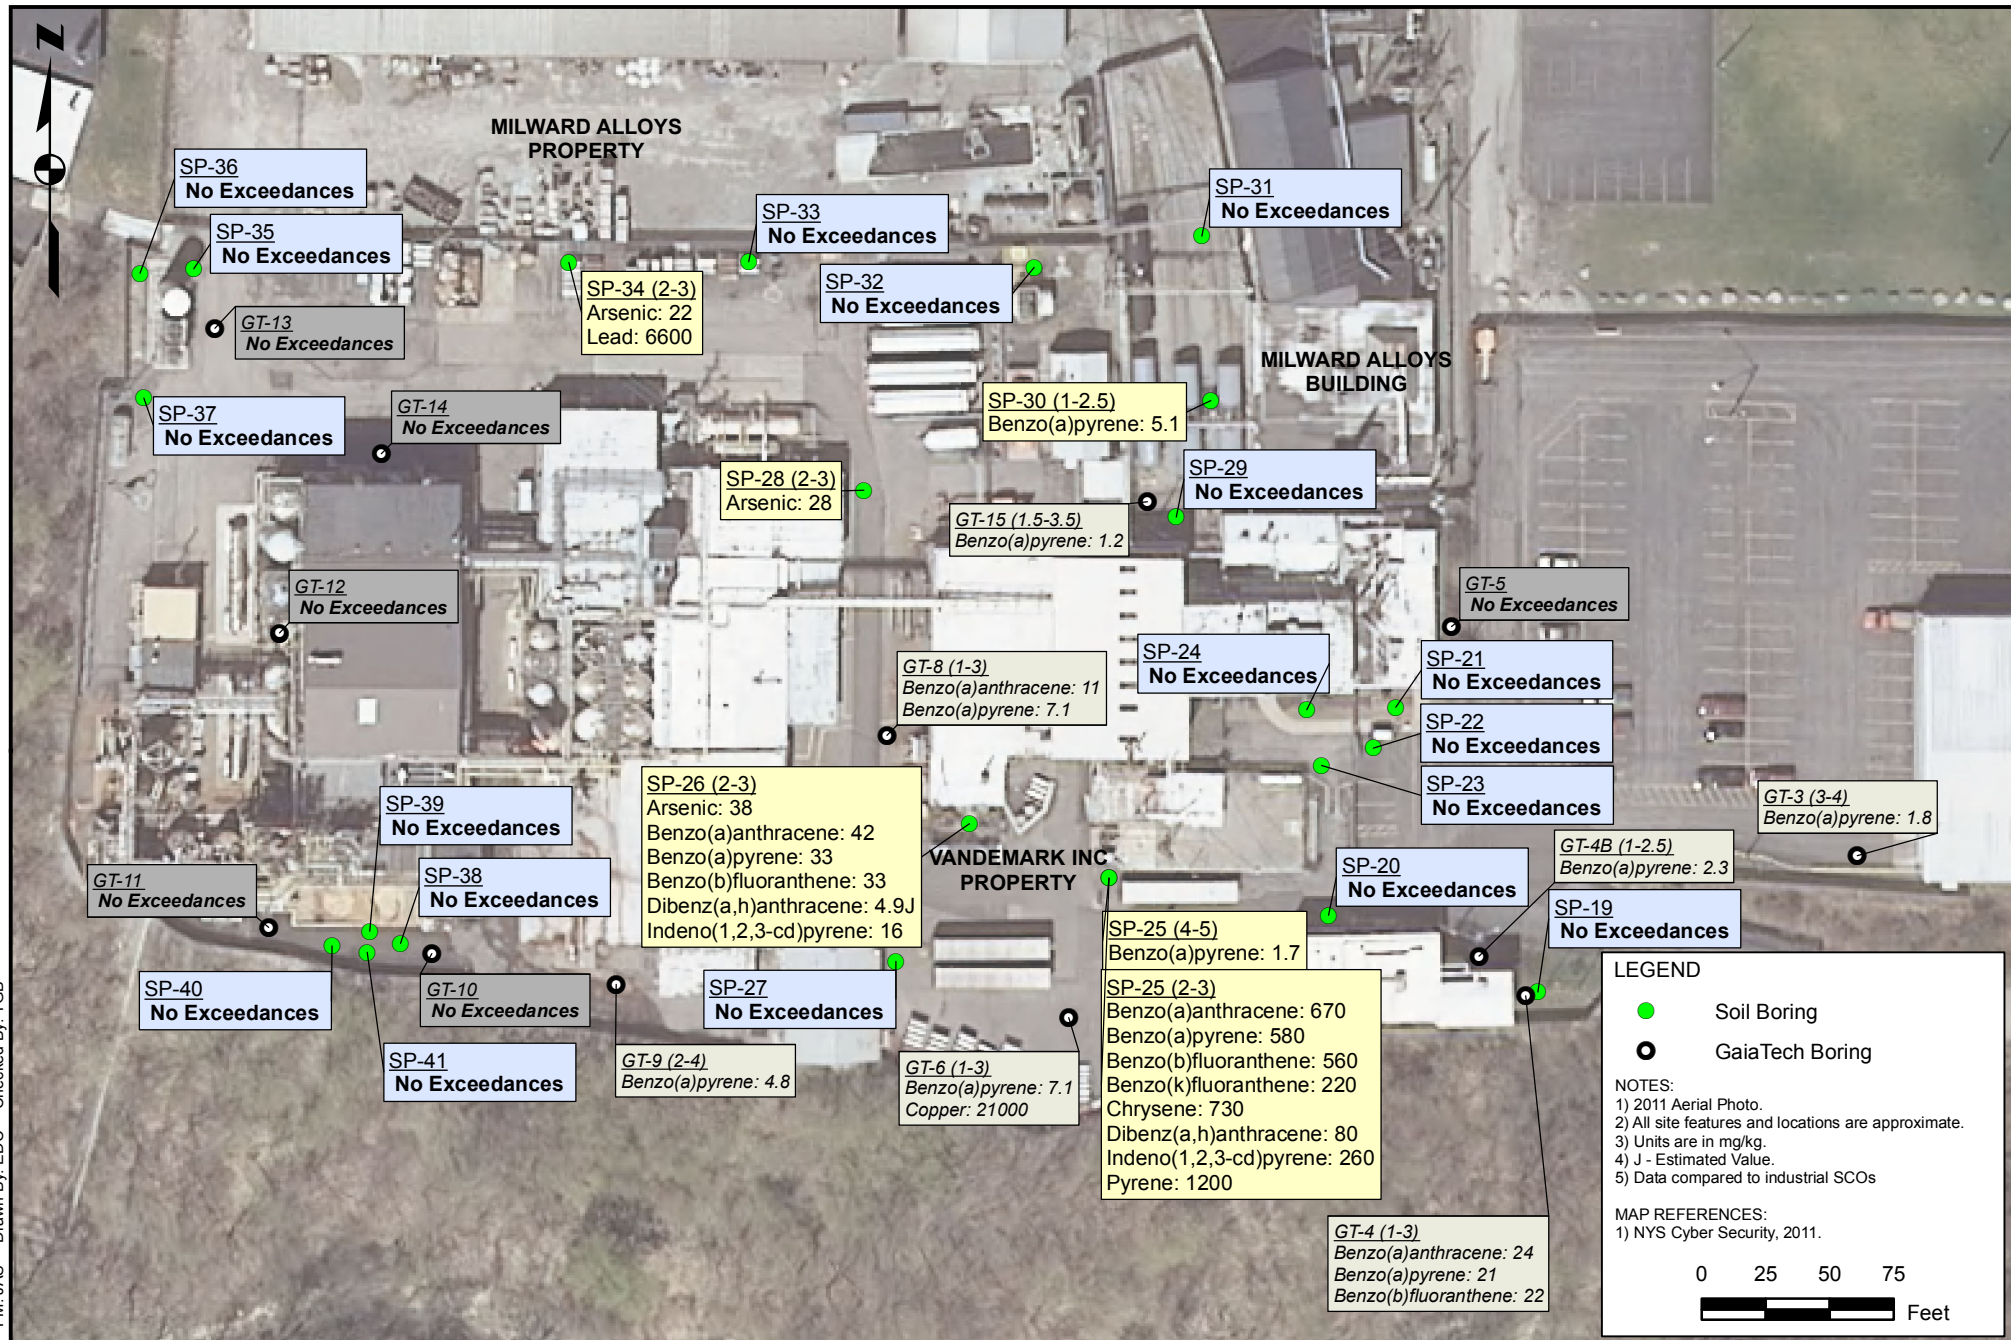 Z
MILWARD ALLOYS
PROPERTY
SP-36
No Exceedances
SP-35
No Exceedances
SP-33
No Exceedances
SP-31
No Exceedances
SP-34 (2-3)
Arsenic: 22
Lead: 6600
SP-32
No Exceedances
GT-13
No Exceedances
MILWARD ALLOYS
BUILDING
SP-37
No Exceedances
GT-14
No Exceedances
SP-30 (1-2.5)
Benzo(a)pyrene: 5.1
SP-28 (2-3)
Arsenic: 28
SP-29
No Exceedances
GT-15 (1.5-3.5)
Benzo(a)pyrene: 1.2
GT-12
No Exceedances
GT-5
No Exceedances
SP-24
No Exceedances
SP-21
No Exceedances
GT-8 (1-3)
Benzo(a)anthracene: 11
Benzo(a)pyrene: 7.1
SP-22
No Exceedances
SP-23
No Exceedances
SP-26 (2-3)
Arsenic: 38
Benzo(a)anthracene: 42
Benzo(a)pyrene: 33
Benzo(b)fluoranthene: 33
Dibenz(a,h)anthracene: 4.9J
Indeno(1,2,3-cd)pyrene: 16
SP-39
No Exceedances
GT-3 (3-4)
Benzo(a)pyrene: 1.8
VANDEMARK INC
PROPERTY
GT-4B (1-2.5)
Benzo(a)pyrene: 2.3
GT-11
No Exceedances
SP-38
No Exceedances
SP-20
No Exceedances
SP-19
No Exceedances
SP-25 (4-5)
Benzo(a)pyrene: 1.7
SP-40
No Exceedances
GT-10
No Exceedances
SP-27
No Exceedances
SP-25 (2-3)
Benzo(a)anthracene: 670
Benzo(a)pyrene: 580
Benzo(b)fluoranthene: 560
Benzo(k)fluoranthene: 220
Chrysene: 730
Dibenz(a,h)anthracene: 80
Indeno(1,2,3-cd)pyrene: 260
Pyrene: 1200
SP-41
No Exceedances
GT-9 (2-4)
Benzo(a)pyrene: 4.8
GT-6 (1-3)
Benzo(a)pyrene: 7.1
Copper: 21000
GT-4 (1-3)
Benzo(a)anthracene: 24
Benzo(a)pyrene: 21
Benzo(b)fluoranthene: 22
LEGEND
Soil Boring
GaiaTech Boring
NOTES:
1) 2011 Aerial Photo.
2) All site features and locations are approximate.
3) Units are in mg/kg.
4) J - Estimated Value.
5) Data compared to industrial SCOs
MAP REFERENCES:
1) NYS Cyber Security, 2011.
0 25 50 75
Feet